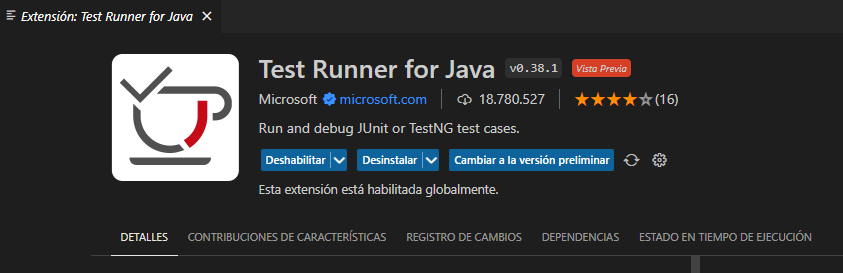 Extensión: Test Runner for Java
Test Runner for Java v0.38.1 Vista Previa
Microsoft microsoft.com 18.780.527 (16)
Run and debug JUnit or TestNG test cases.
Deshabilitar Desinstalar Cambiar a la versión preliminar
Esta extensión está habilitada globalmente.
DETALLES CONTRIBUCIONES DE CARACTERÍSTICAS REGISTRO DE CAMBIOS DEPENDENCIAS ESTADO EN TIEMPO DE EJECUCIÓN